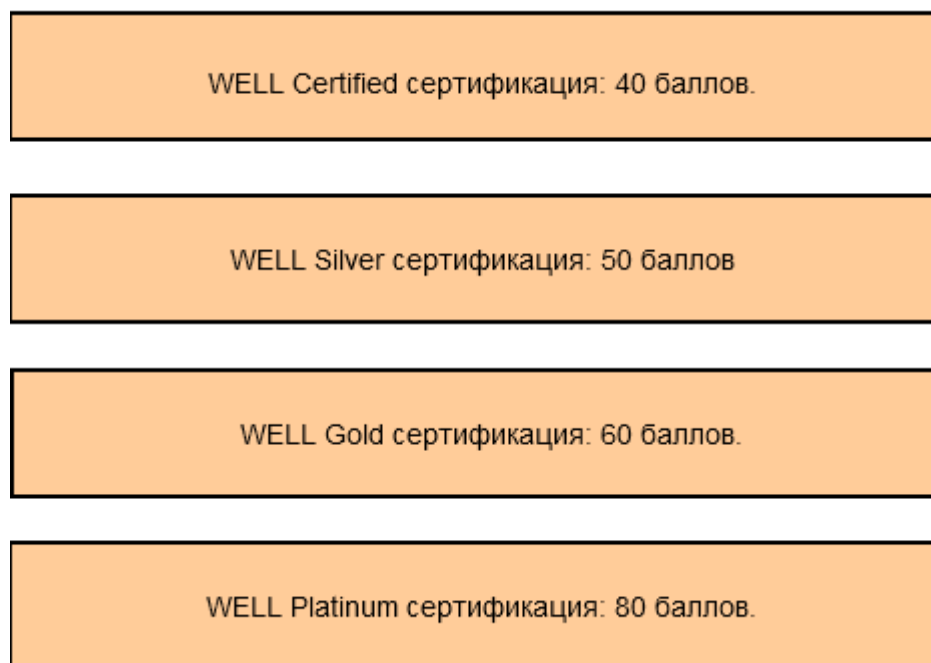 WELL Certified сертификация: 40 баллов.
WELL Silver сертификация: 50 баллов
WELL Gold сертификация: 60 баллов.
WELL Platinum сертификация: 80 баллов.